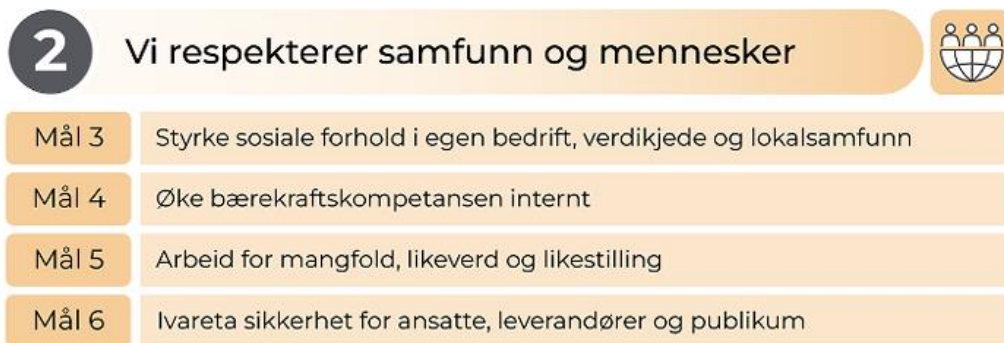 2 Vi respekterer samfunn og mennesker
Mål 3 Styrke sosiale forhold i egen bedrift, verdikjede og lokalsamfunn
Mål 4 Øke bærekraftskompetansen internt
Mål 5 Arbeid for mangfold, likeverd og likestilling
Mål 6 Ivareta sikkerhet for ansatte, leverandører og publikum